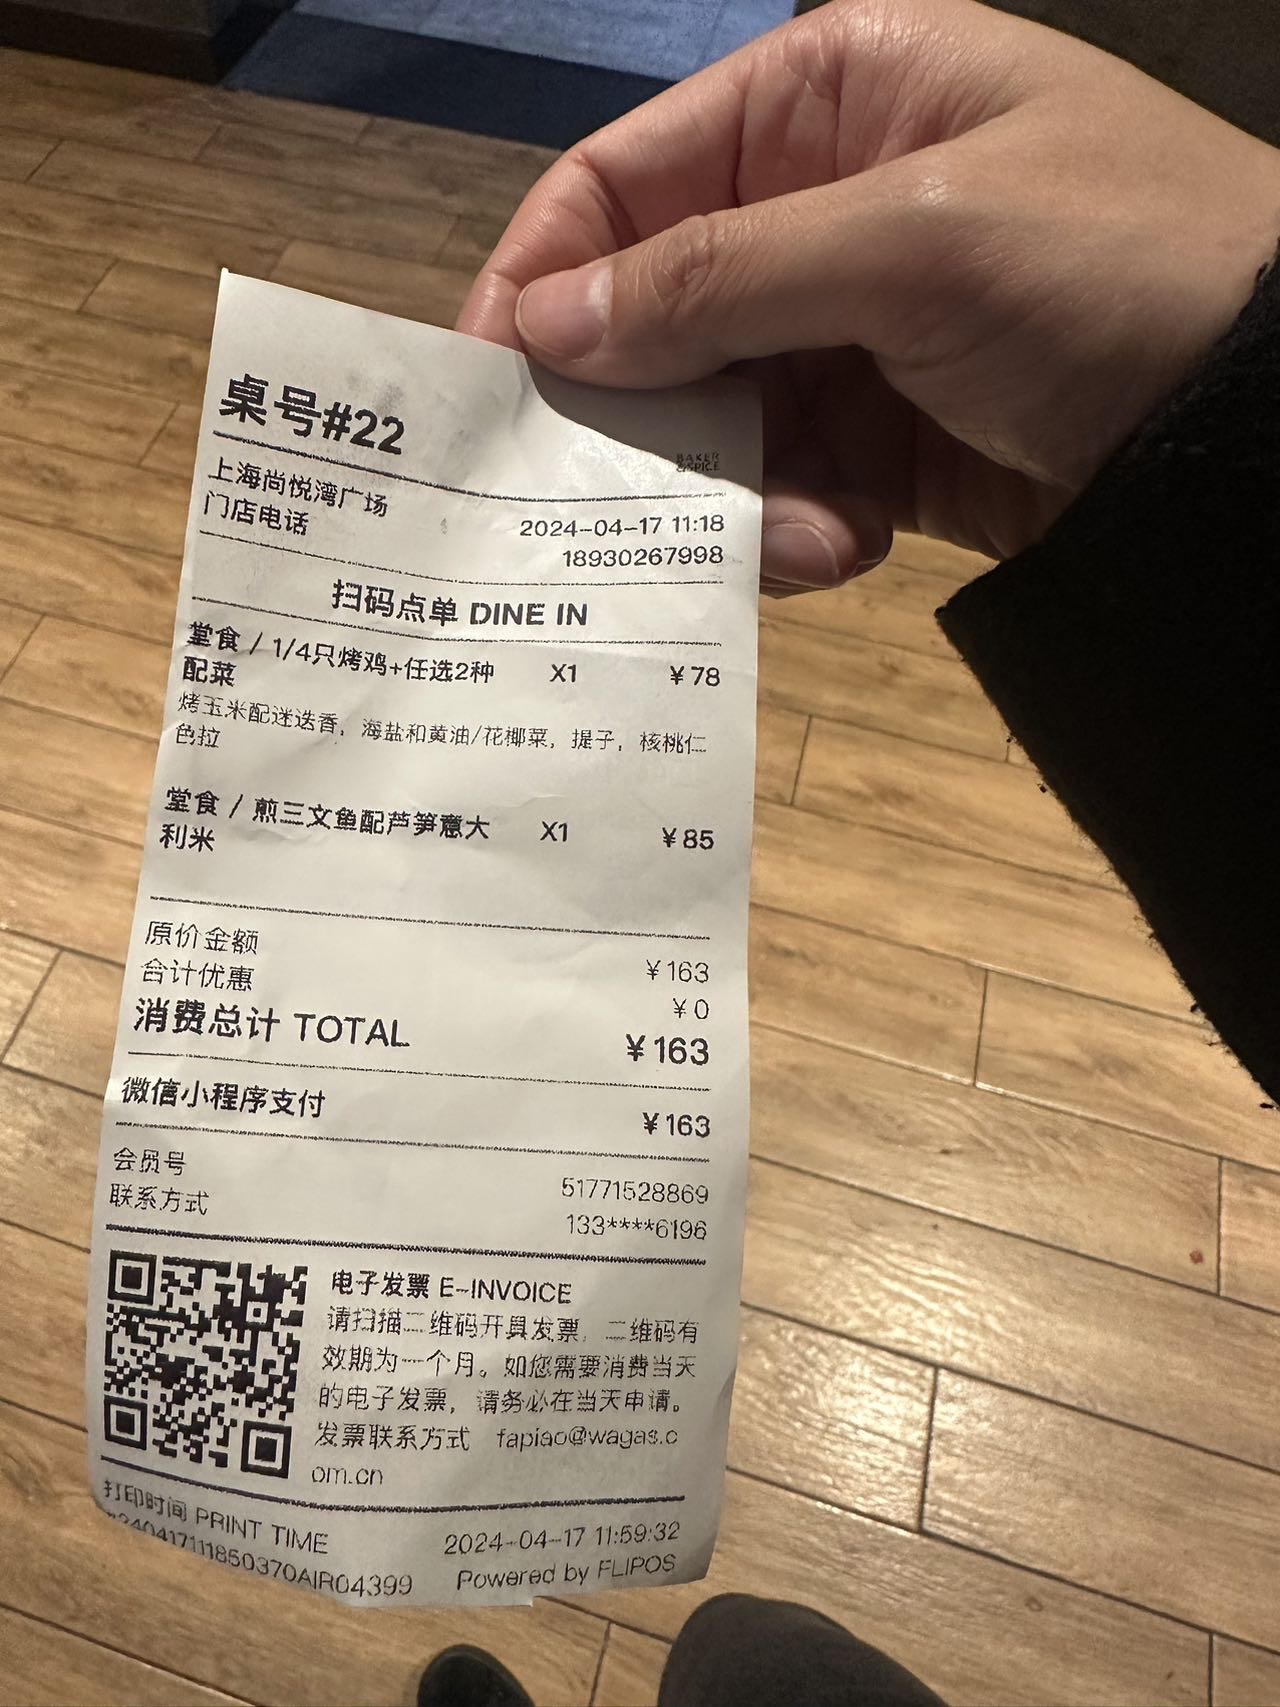 桌号#22
BAKER
&SPICE
上海尚悦湾广场 2024-04-17 11:18
门店电话 18930267998
扫码点单 DINE IN
堂食 / 1/4只烤鸡+任选2种 X1 ¥78
配菜
烤玉米配迷迭香，海盐和黄油/花椰菜，提子，核桃仁
色拉
堂食 / 煎三文鱼配芦笋意大 X1 ¥85
利米
原价金额 ¥163
合计优惠 ¥0
消费总计 TOTAL ¥163
微信小程序支付 ¥163
会员号 51771528869
联系方式 133****6196
电子发票 E-INVOICE
请扫描二维码开具发票，二维码有
效期为一个月。如您需要消费当天
的电子发票，请务必在当天申请。
发票联系方式 fapiao@wagas.c
om.cn
打印时间 PRINT TIME 2024-04-17 11:59:32
#240417111850370AIR04399 Powered by FLIPOS